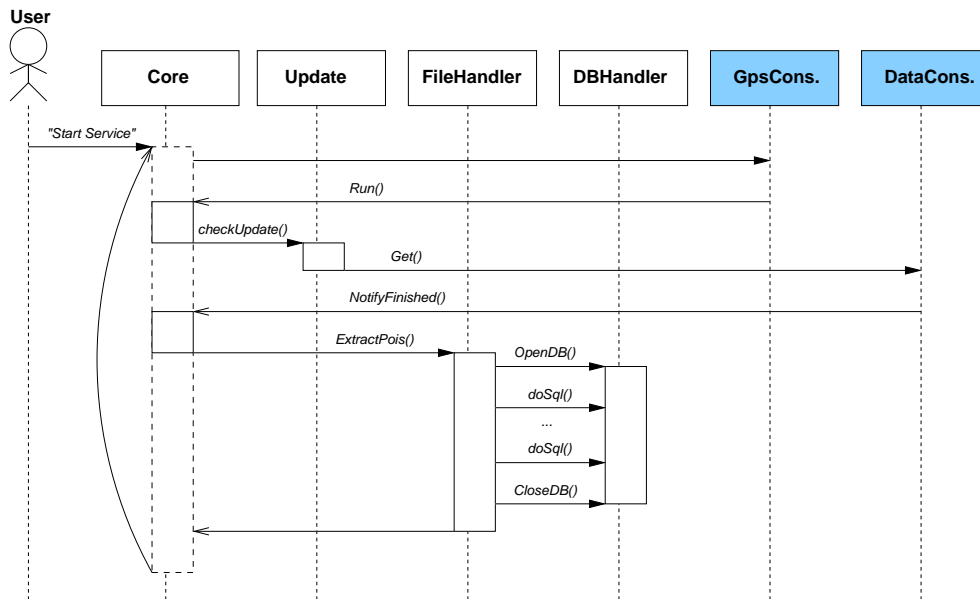 User
Core
Update
FileHandler
DBHandler
GpsCons.
DataCons.
"Start Service"
Run()
checkUpdate()
Get()
NotifyFinished()
ExtractPois()
OpenDB()
doSql()
...
doSql()
CloseDB()